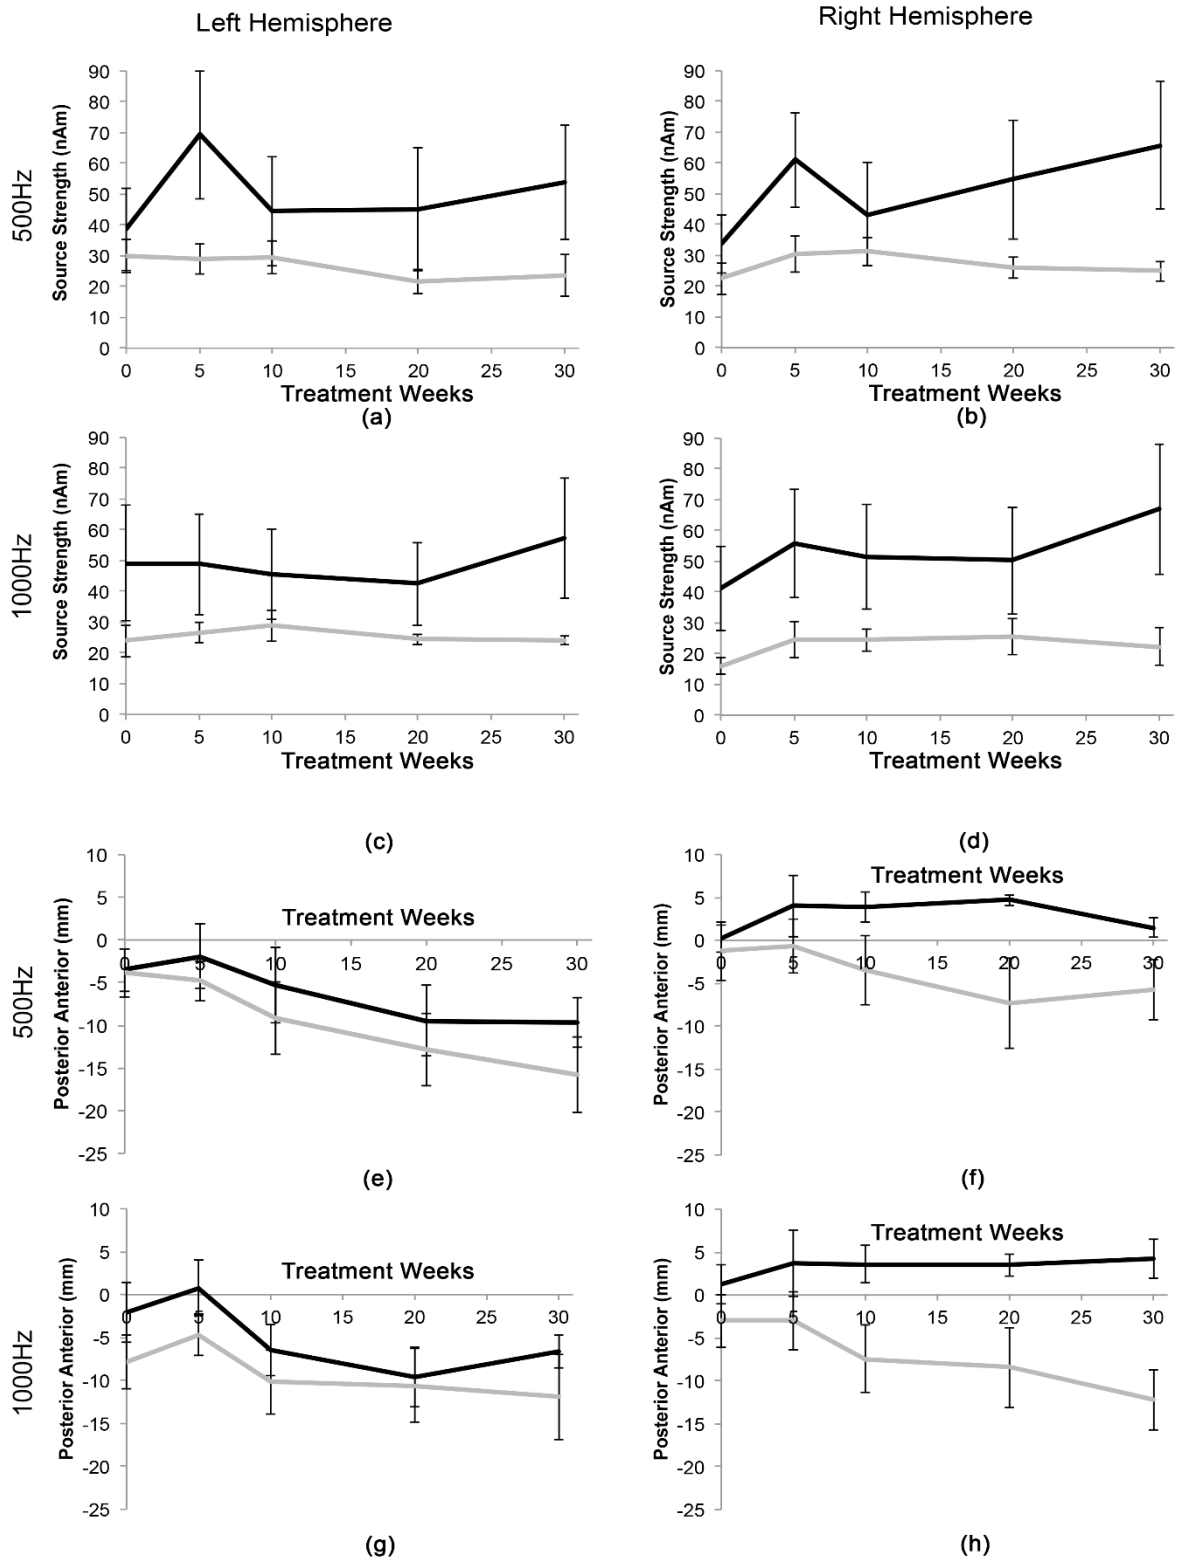 Left Hemisphere
Right Hemisphere
500Hz
Source Strength (nAm)
90
80
70
60
50
40
30
20
10
0
0 5 10 15 20 25 30
Treatment Weeks
(a)
Source Strength (nAm)
90
80
70
60
50
40
30
20
10
0
0 5 10 15 20 25 30
Treatment Weeks
(b)
1000Hz
Source Strength (nAm)
90
80
70
60
50
40
30
20
10
0
0 5 10 15 20 25 30
Treatment Weeks
(c)
Source Strength (nAm)
90
80
70
60
50
40
30
20
10
0
0 5 10 15 20 25 30
Treatment Weeks
(d)
500Hz
Posterior Anterior (mm)
10
5
0
-5
-10
-15
-20
-25
Treatment Weeks
0 5 10 15 20 25 30
(e)
Posterior Anterior (mm)
10
5
0
-5
-10
-15
-20
-25
Treatment Weeks
0 5 10 15 20 25 30
(f)
1000Hz
Posterior Anterior (mm)
10
5
0
-5
-10
-15
-20
-25
Treatment Weeks
0 5 10 15 20 25 30
(g)
Posterior Anterior (mm)
10
5
0
-5
-10
-15
-20
-25
Treatment Weeks
0 5 10 15 20 25 30
(h)